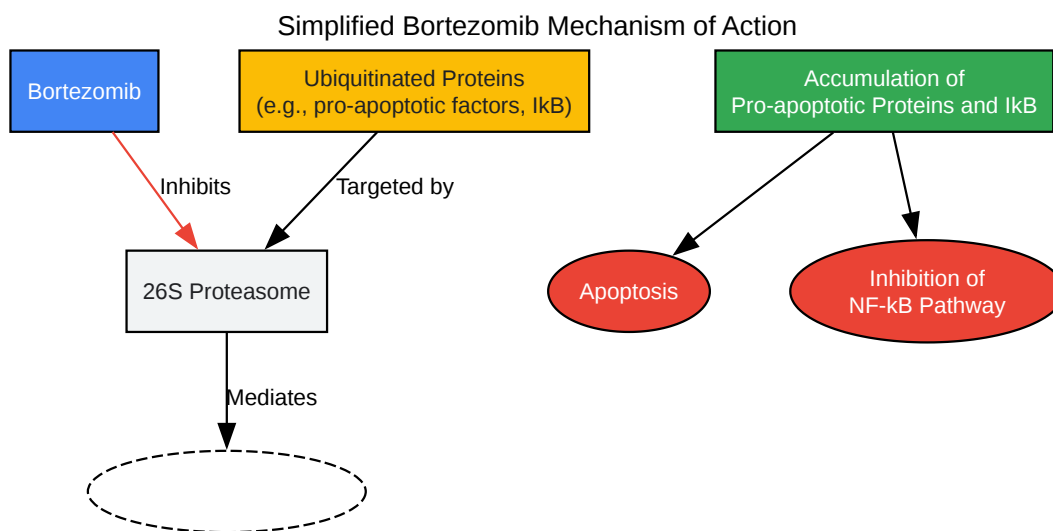 Simplified Bortezomib Mechanism of Action
Bortezomib
Ubiquitinated Proteins
(e.g., pro-apoptotic factors, IkB)
Accumulation of
Pro-apoptotic Proteins and IkB
Inhibits
Targeted by
26S Proteasome
Apoptosis
Inhibition of
NF-kB Pathway
Mediates